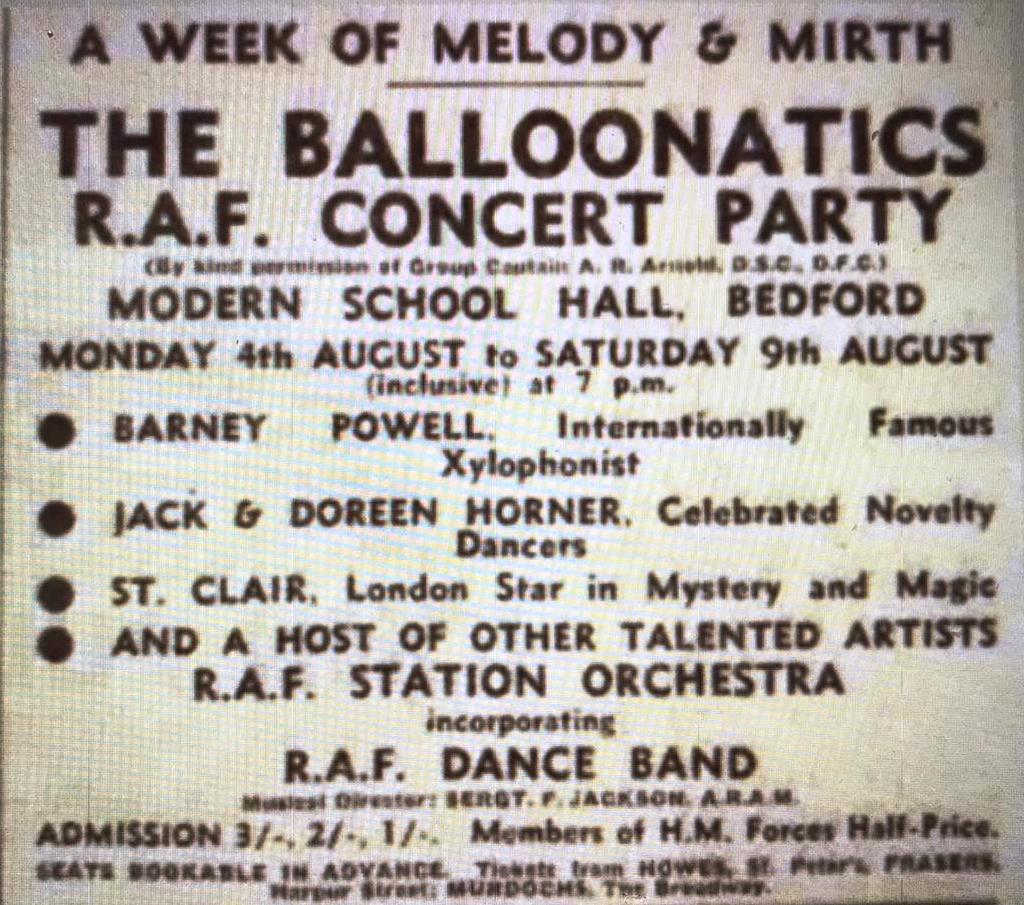 A WEEK OF MELODY & MIRTH
THE BALLOONATICS
R.A.F. CONCERT PARTY
(By kind permission of Group Captain A. R. Arnold, D.S.C., D.F.C.)
MODERN SCHOOL HALL, BEDFORD
MONDAY 4th AUGUST to SATURDAY 9th AUGUST
(inclusive) at 7 p.m.
● BARNEY POWELL, Internationally Famous
Xylophonist
● JACK & DOREEN HORNER, Celebrated Novelty
Dancers
● ST. CLAIR, London Star in Mystery and Magic
● AND A HOST OF OTHER TALENTED ARTISTS
R.A.F. STATION ORCHESTRA
incorporating
R.A.F. DANCE BAND
Musical Director: SERGT. F. JACKSON, A.R.A.M.
ADMISSION 3/-, 2/-, 1/-. Members of H.M. Forces Half-Price.
SEATS BOOKABLE IN ADVANCE. Tickets from HOWES, St. Peter's, FRASERS,
Harpur Street; MURDOCHS, The Broadway.